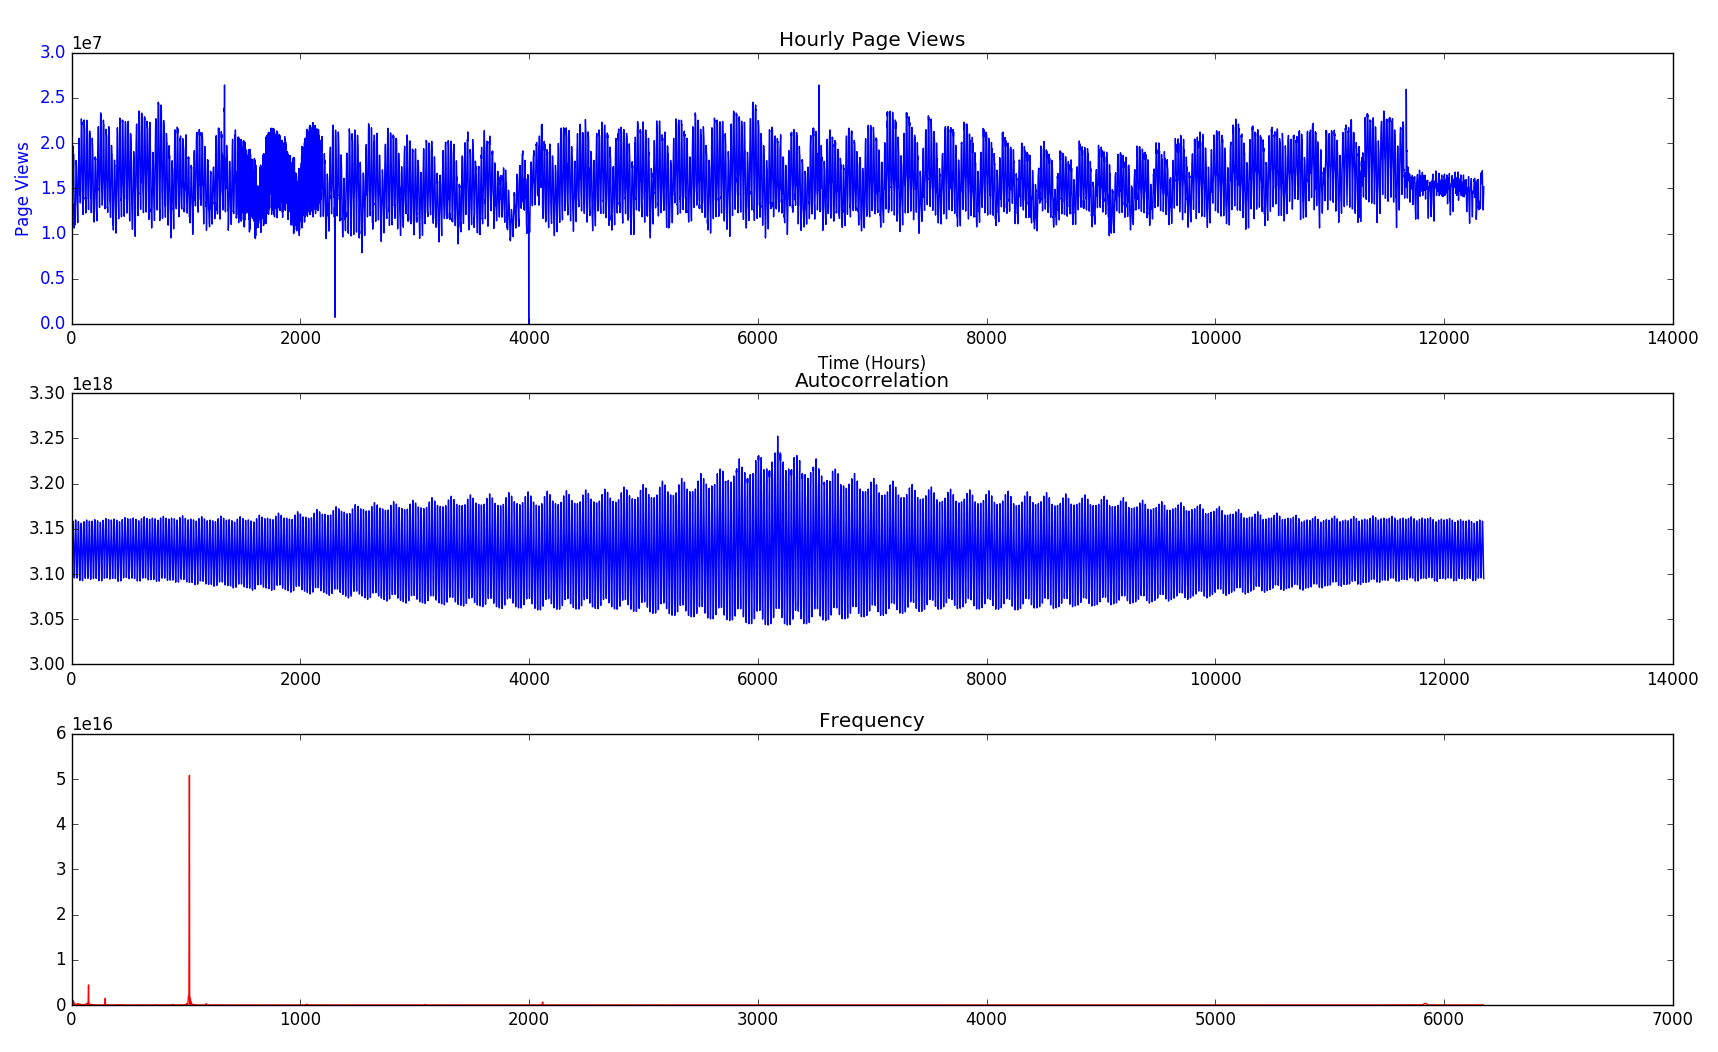 Hourly Page Views
1e7
3.0
2.5
2.0
1.5
1.0
0.5
0.0
Page Views
0 2000 4000 6000 8000 10000 12000 14000
Time (Hours)
Autocorrelation
1e18
3.30
3.25
3.20
3.15
3.10
3.05
3.00
0 2000 4000 6000 8000 10000 12000 14000
Frequency
1e16
6
5
4
3
2
1
0
0 1000 2000 3000 4000 5000 6000 7000